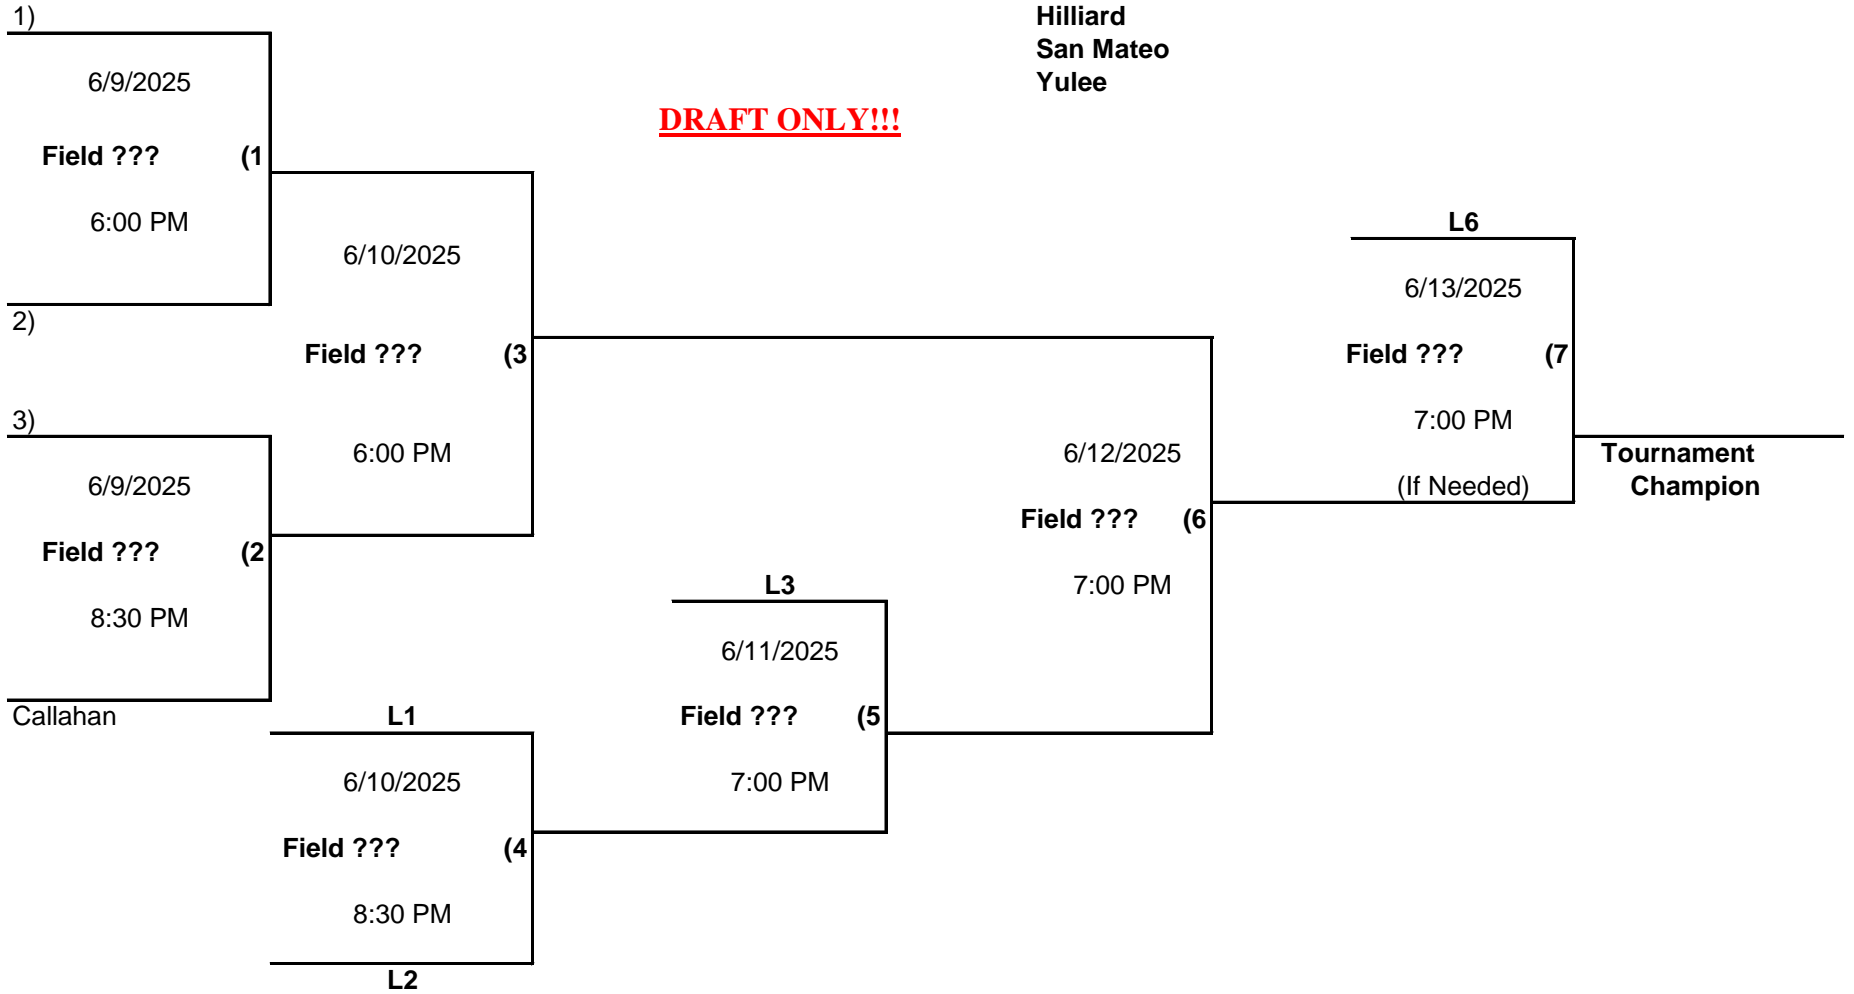 1)
Hilliard
San Mateo
Yulee
6/9/2025
DRAFT ONLY!!!
Field ??? (1
6:00 PM
L6
6/10/2025
6/13/2025
2)
Field ??? (3
Field ??? (7
3)
7:00 PM
6:00 PM
6/12/2025
Tournament
Champion
6/9/2025
(If Needed)
Field ??? (6
Field ??? (2
L3
7:00 PM
8:30 PM
6/11/2025
Callahan
L1
Field ??? (5
6/10/2025
7:00 PM
Field ??? (4
8:30 PM
L2